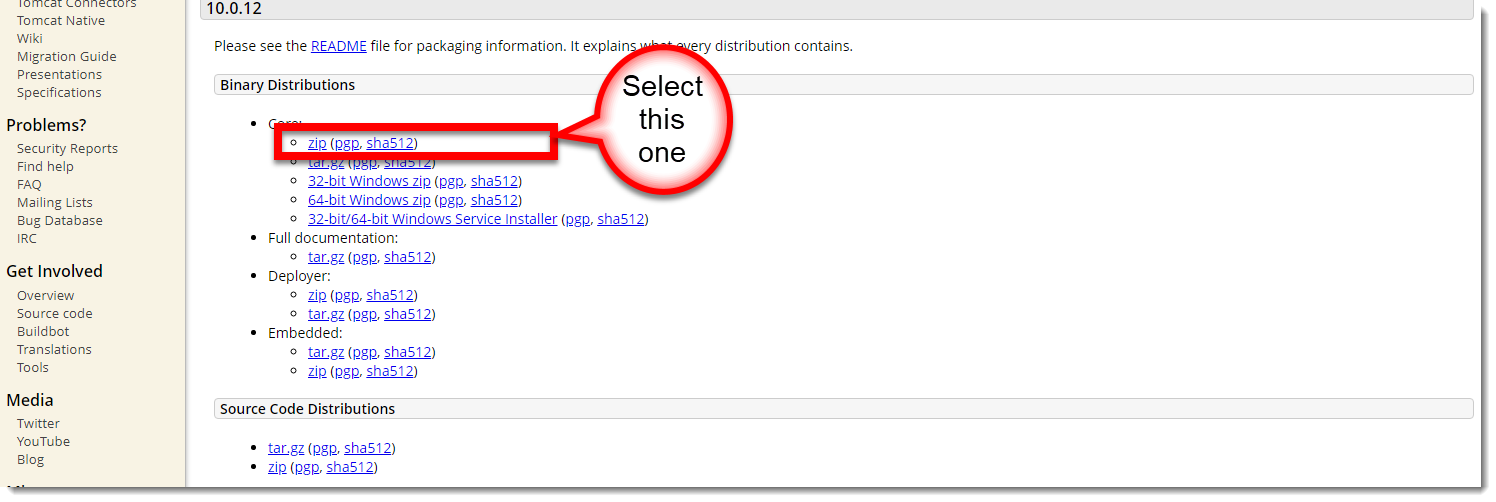 Tomcat Connectors
Tomcat Native
Wiki
Migration Guide
Presentations
Specifications
Problems?
Security Reports
Find help
FAQ
Mailing Lists
Bug Database
IRC
Get Involved
Overview
Source code
Buildbot
Translations
Tools
Media
Twitter
YouTube
Blog
10.0.12
Please see the README file for packaging information. It explains what every distribution contains.
Binary Distributions
Core:
zip (pgp, sha512)
tar.gz (pgp, sha512)
32-bit Windows zip (pgp, sha512)
64-bit Windows zip (pgp, sha512)
32-bit/64-bit Windows Service Installer (pgp, sha512)
Full documentation:
tar.gz (pgp, sha512)
Deployer:
zip (pgp, sha512)
tar.gz (pgp, sha512)
Embedded:
tar.gz (pgp, sha512)
zip (pgp, sha512)
Source Code Distributions
tar.gz (pgp, sha512)
zip (pgp, sha512)
Select
this
one